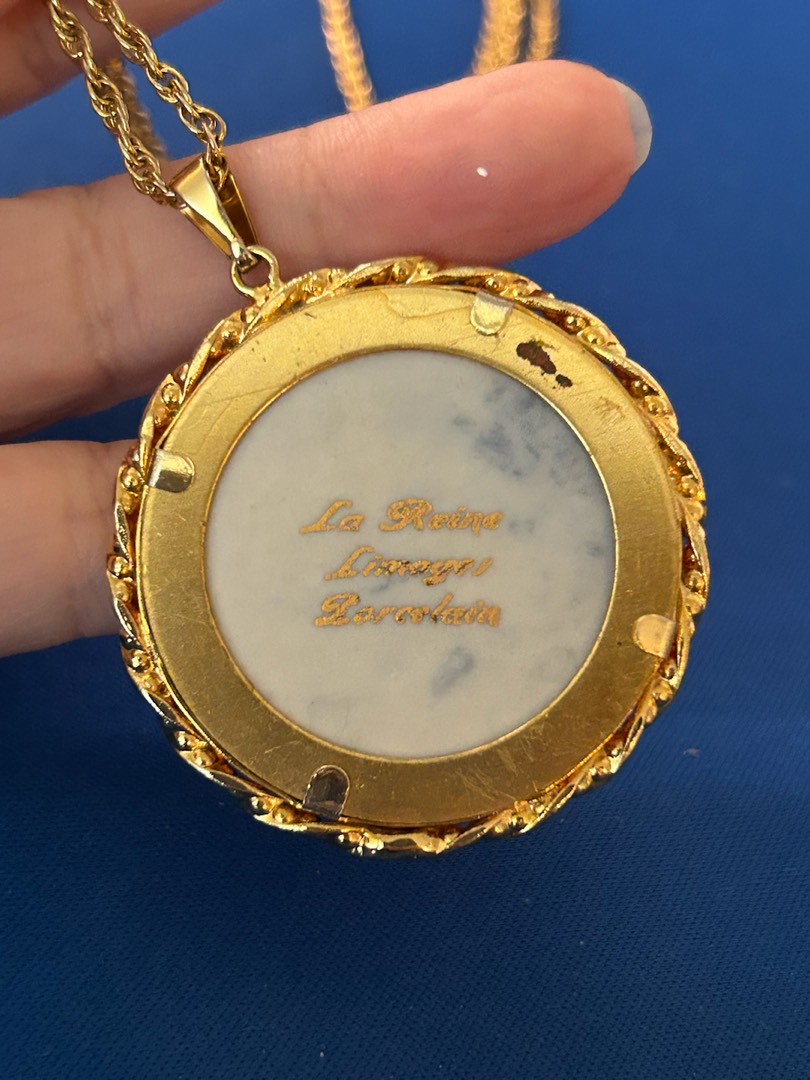 La Reine
Limoges
Porcelain